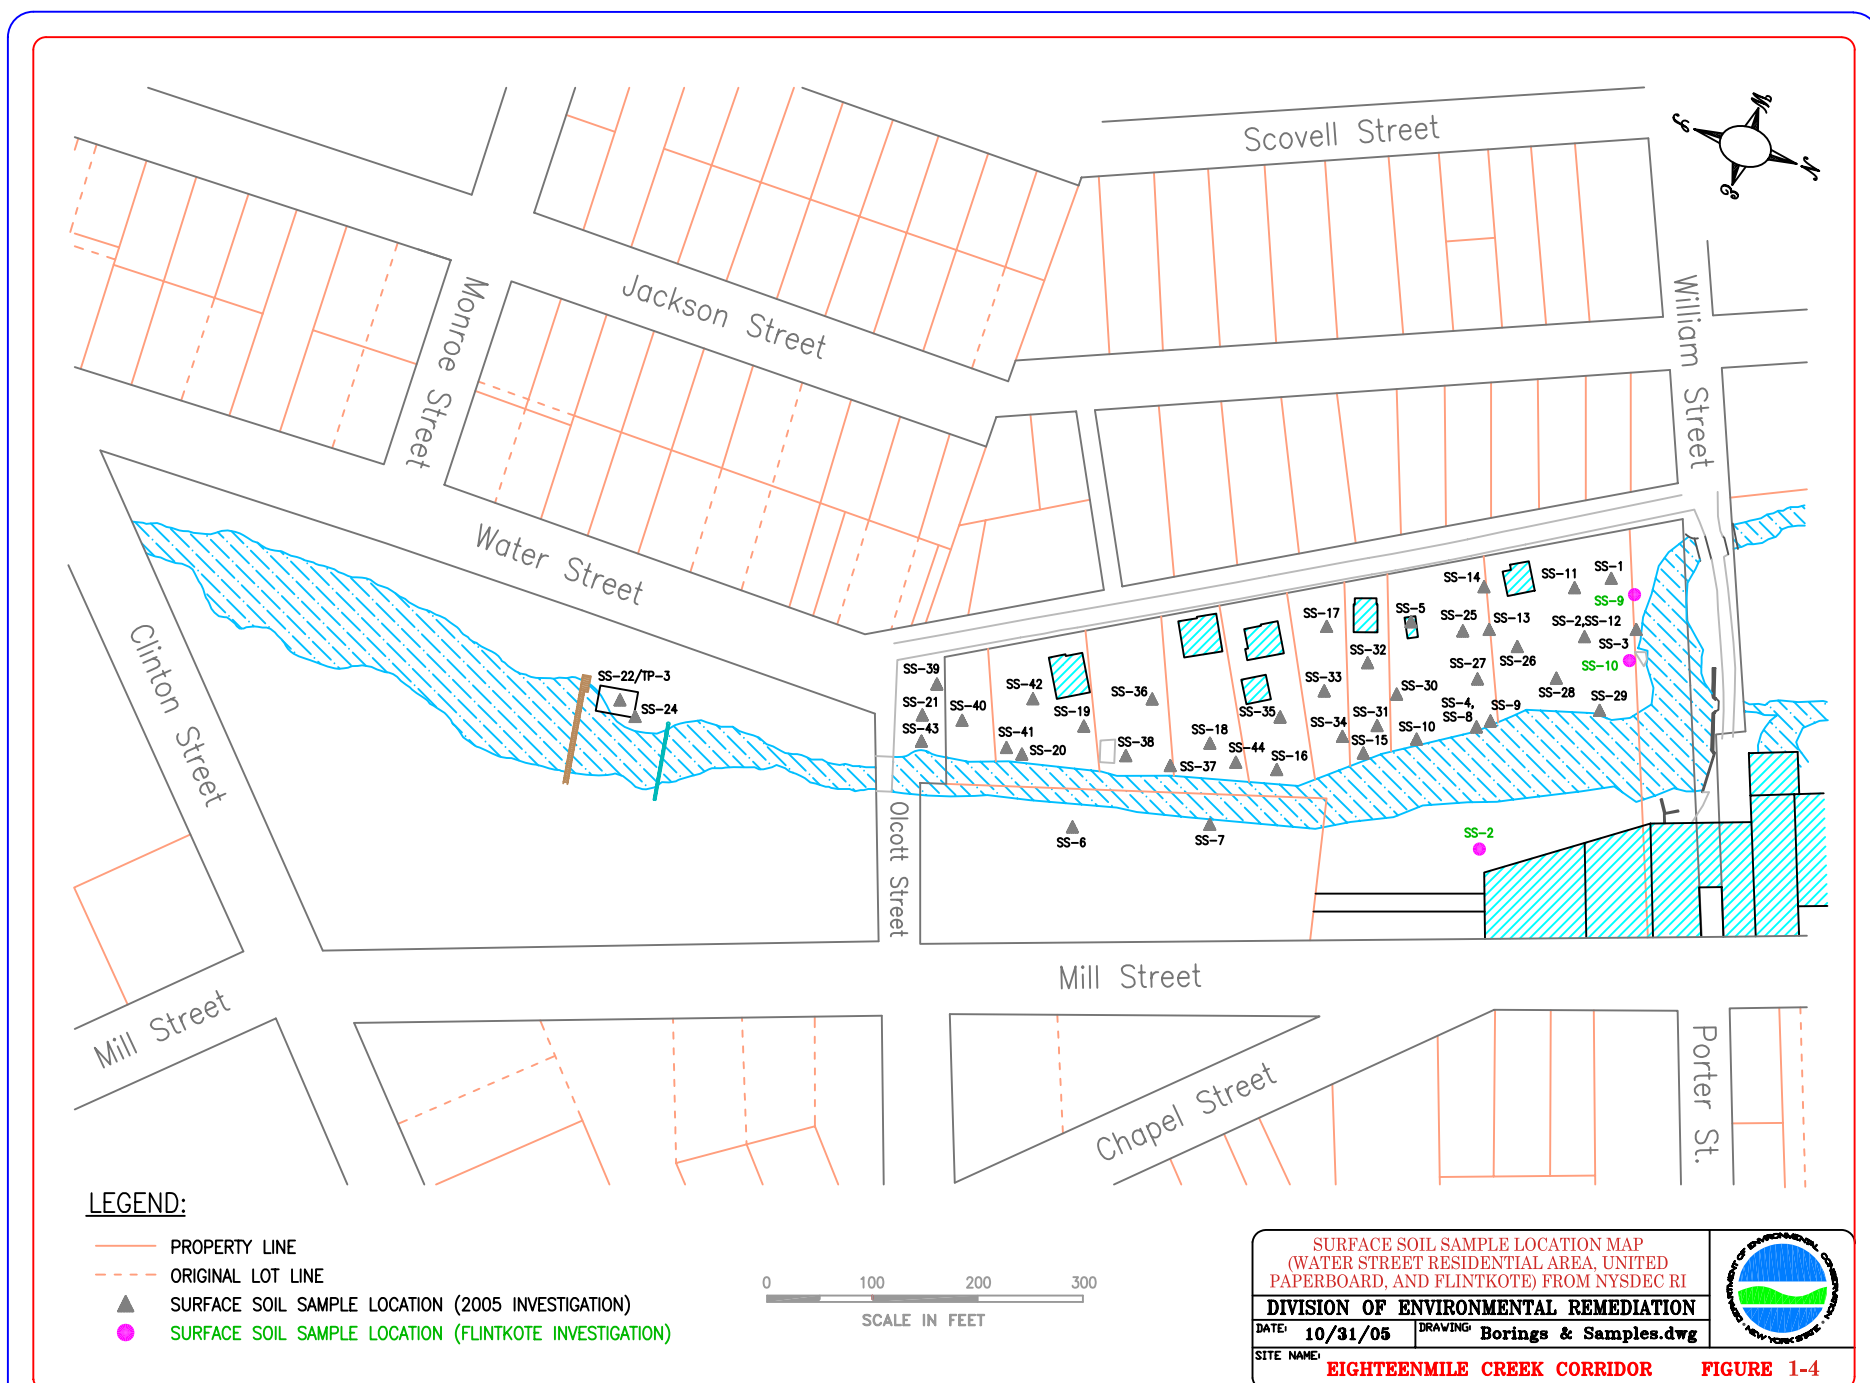 Scovell Street
W
S
N
E
Jackson Street
Monroe Street
William Street
Water Street
Clinton Street
SS-14
SS-11
SS-1
SS-9
SS-17
SS-5
SS-25
SS-13
SS-2,SS-12
SS-3
SS-10
SS-32
SS-26
SS-39
SS-22/TP-3
SS-24
SS-42
SS-36
SS-33
SS-27
SS-30
SS-28
SS-29
SS-21
SS-40
SS-19
SS-35
SS-4,
SS-8
SS-9
SS-43
SS-41
SS-20
SS-38
SS-18
SS-34
SS-31
SS-10
SS-15
SS-44
SS-16
SS-37
SS-6
SS-7
SS-2
Olcott Street
Mill Street
Mill Street
Chapel Street
Porter St.
LEGEND:
PROPERTY LINE
ORIGINAL LOT LINE
SURFACE SOIL SAMPLE LOCATION (2005 INVESTIGATION)
SURFACE SOIL SAMPLE LOCATION (FLINTKOTE INVESTIGATION)
0 100 200 300
SCALE IN FEET
SURFACE SOIL SAMPLE LOCATION MAP
(WATER STREET RESIDENTIAL AREA, UNITED
PAPERBOARD, AND FLINTKOTE) FROM NYSDEC RI
DIVISION OF ENVIRONMENTAL REMEDIATION
DATE: 10/31/05 DRAWING: Borings & Samples.dwg
SITE NAME: EIGHTEENMILE CREEK CORRIDOR FIGURE 1-4
DEPARTMENT OF ENVIRONMENTAL CONSERVATION
NEW YORK STATE